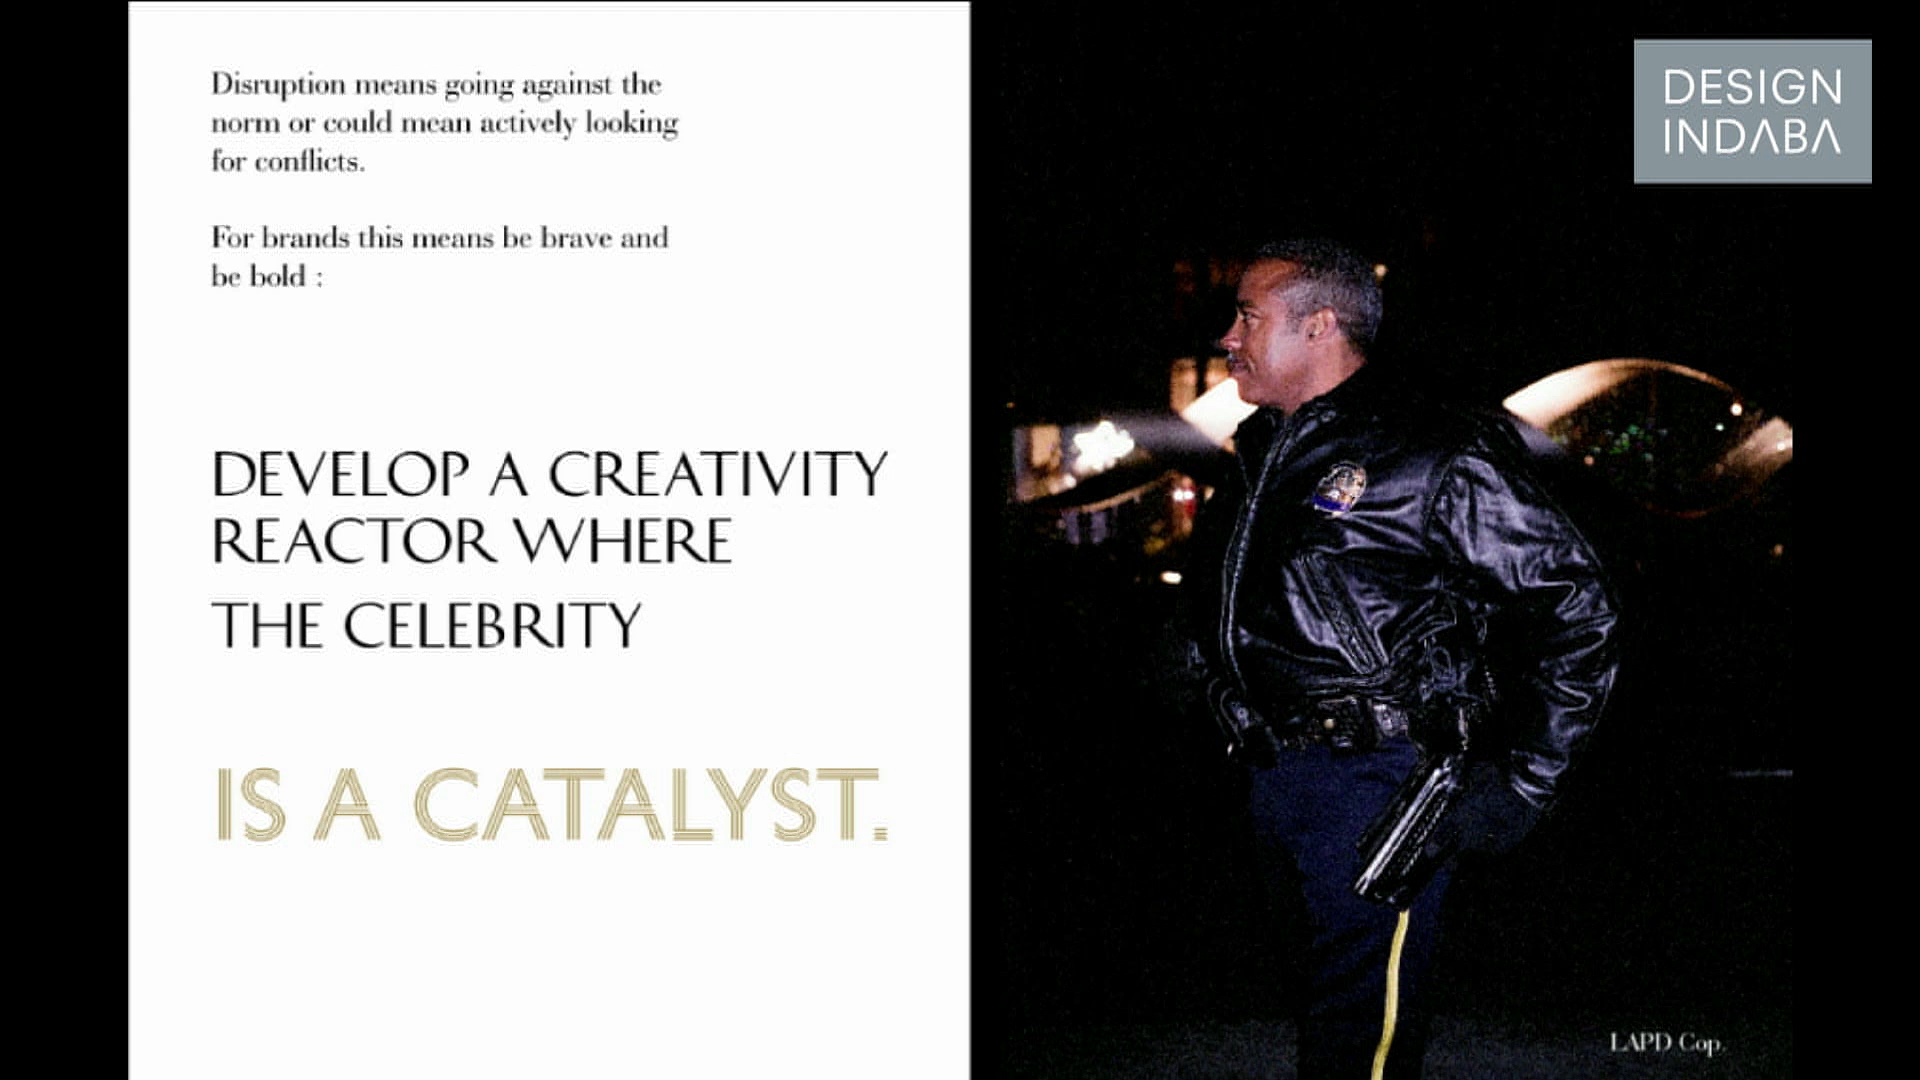 Disruption means going against the
norm or could mean actively looking
for conflicts.
For brands this means be brave and
be bold :
DEVELOP A CREATIVITY
REACTOR WHERE
THE CELEBRITY
IS A CATALYST.
DESIGN
INDABA
LAPD Cop.